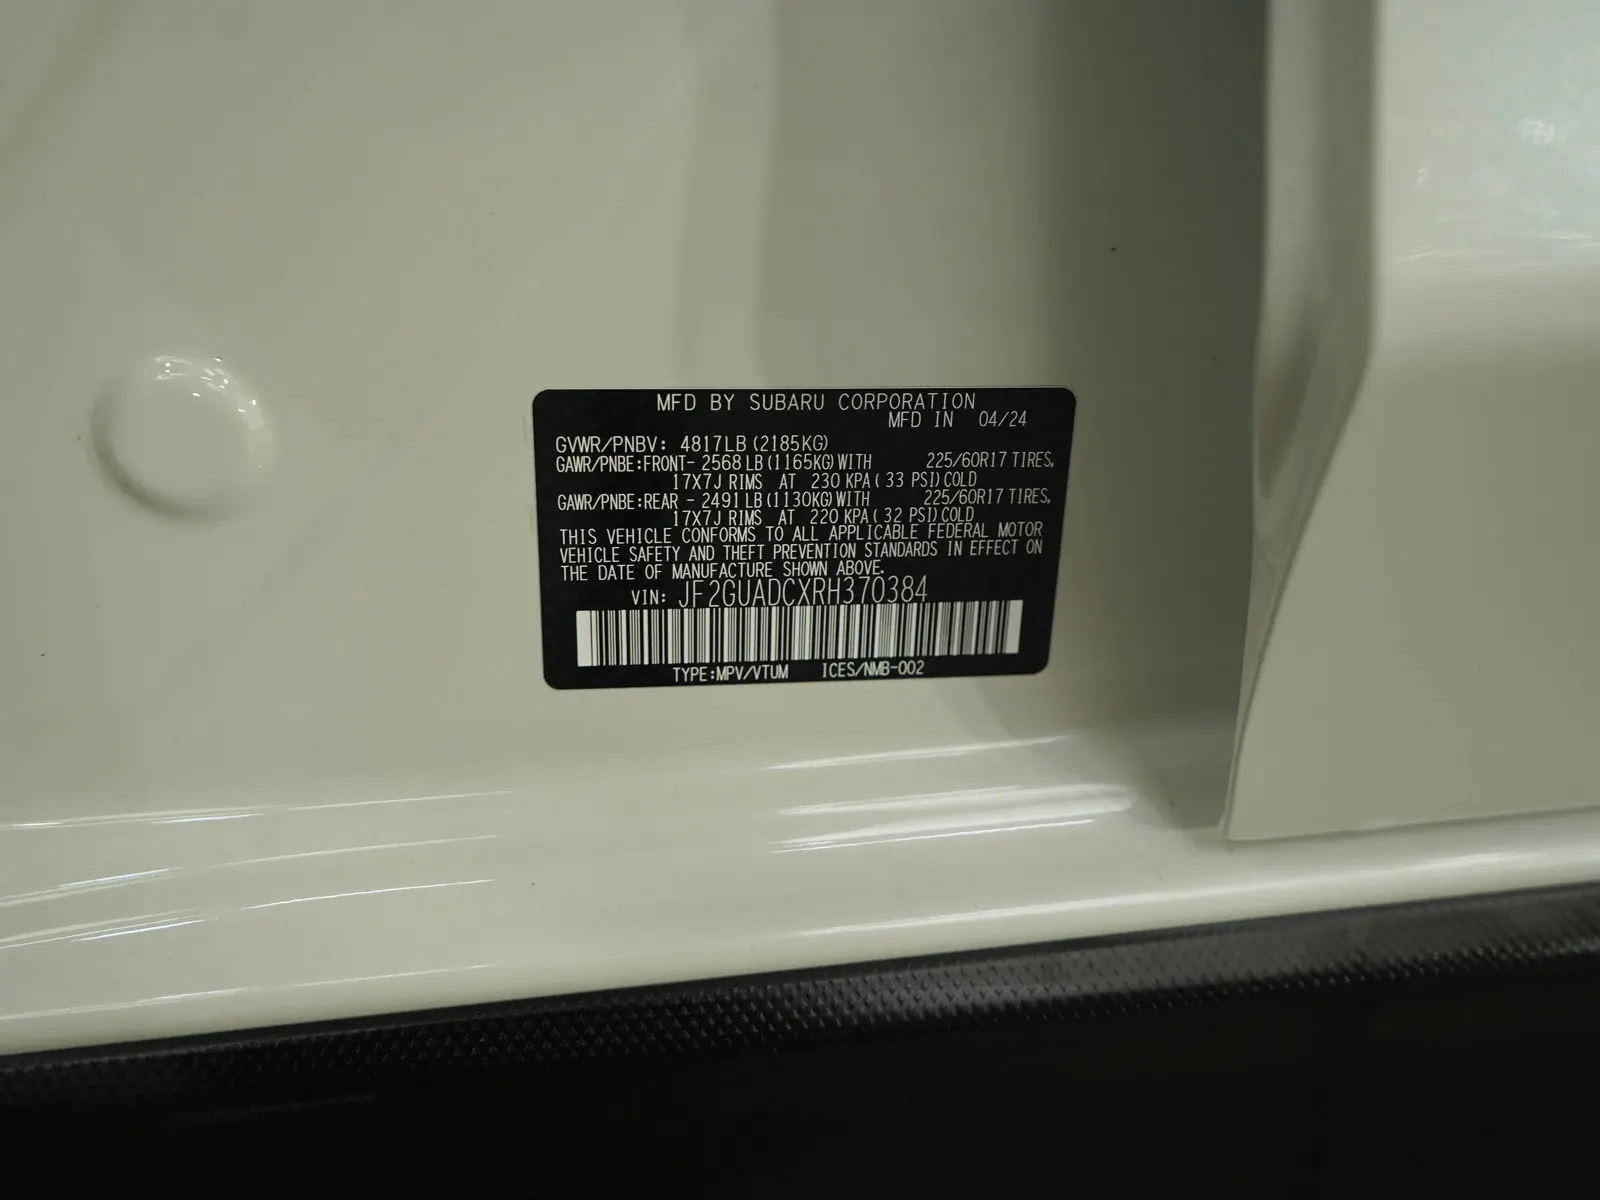 MFD BY SUBARU CORPORATION
MFD IN 04/24
GVWR/PNBV: 4817LB (2185KG)
GAWR/PNBE:FRONT- 2568 LB (1165KG) WITH 225/60R17 TIRES,
17X7J RIMS AT 230 KPA ( 33 PSI) COLD
GAWR/PNBE:REAR - 2491 LB (1130KG) WITH 225/60R17 TIRES,
17X7J RIMS AT 220 KPA ( 32 PSI) COLD
THIS VEHICLE CONFORMS TO ALL APPLICABLE FEDERAL MOTOR
VEHICLE SAFETY AND THEFT PREVENTION STANDARDS IN EFFECT ON
THE DATE OF MANUFACTURE SHOWN ABOVE.
VIN: JF2GUADCXRH370384
TYPE:MPV/VTUM ICES/NMB-002